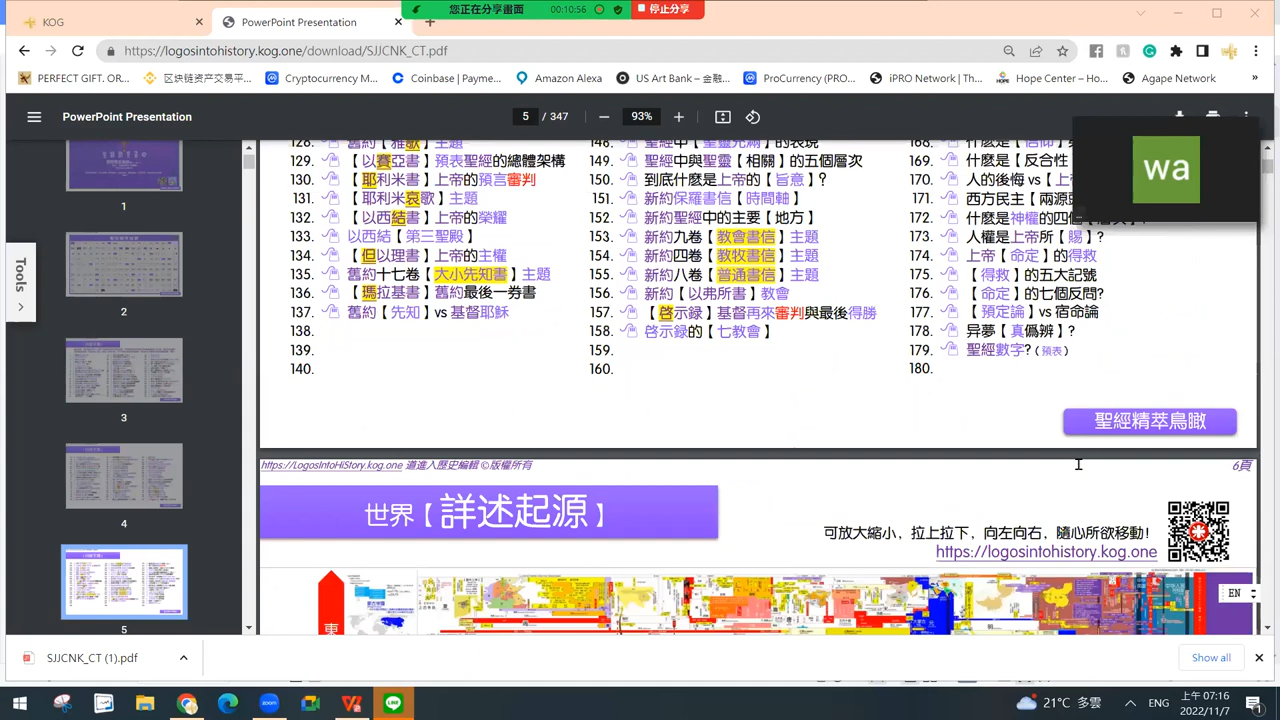 KOG
PowerPoint Presentation
您正在分享畫面
00:10:56
停止分享
https://logosintohistory.kog.one/download/SJJCNK_CT.pdf
PERFECT GIFT. OR...
区块链资产交易平...
Cryptocurrency M...
Coinbase | Payme...
Amazon Alexa
US Art Bank – 金融...
ProCurrency (PRO...
iPRO Network | Th...
Hope Center – Ho...
Agape Network
PowerPoint Presentation
5 / 347
93%
wa
Tools
1
2
3
4
5
129. 【以賽亞書】預表聖經的總體架構
130. 【耶利米書】上帝的預言審判
131. 【耶利米哀歌】主題
132. 【以西結書】上帝的榮耀
133. 以西結【第三聖殿】
134. 【但以理書】上帝的主權
135. 舊約十七卷【大小先知書】主題
136. 【瑪拉基書】舊約最後一券書
137. 舊約【先知】vs 基督耶穌
138.
139.
140.
149. 聖經中與聖靈【相關】的五個層次
150. 到底什麼是上帝的【旨意】?
151. 新約保羅書信【時間軸】
152. 新約聖經中的主要【地方】
153. 新約九卷【教會書信】主題
154. 新約四卷【教牧書信】主題
155. 新約八卷【普通書信】主題
156. 新約【以弗所書】教會
157. 【啓示録】基督再來審判與最後得勝
158. 啓示録的【七教會】
159.
160.
169. 什麼是【反合性
170. 人的後悔 vs【上
171. 西方民主【兩源
172. 什麼是神權的四個
173. 人權是上帝所【賜】?
174. 上帝【命定】的得救
175. 【得救】的五大記號
176. 【命定】的七個反問?
177. 【預定論】vs 宿命論
178. 异夢【真僞辨】?
179. 聖經數字?(預表)
180.
聖經精萃鳥瞰
https://LogosIntoHiStory.kog.one 道進入歷史編輯 ©版權所有
6頁
世界【詳述起源】
可放大縮小，拉上拉下，向左向右，隨心所欲移動!
https://logosintohistory.kog.one
東
EN
SJJCNK_CT (1).pdf
Show all
21°C 多雲
ENG
上午 07:16
2022/11/7